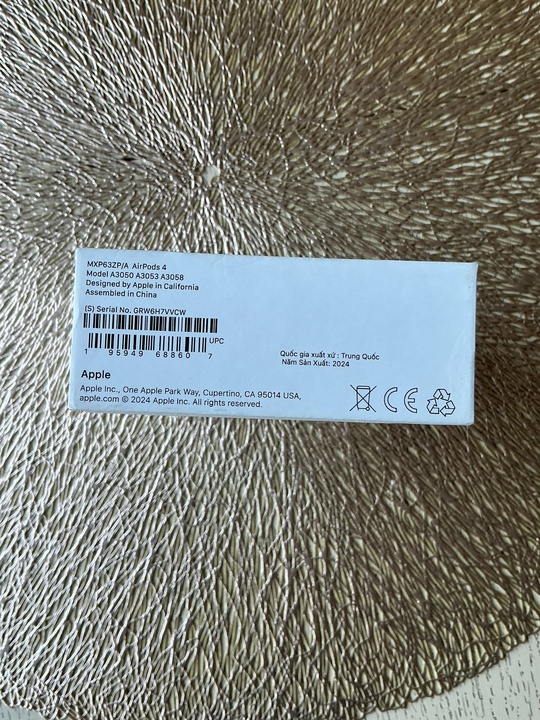 MXP63ZP/A AirPods 4
Model A3050 A3053 A3058
Designed by Apple in California
Assembled in China
(S) Serial No. GRW6H7VVCW
UPC
1 95949 68860 7
Quốc gia xuất xứ : Trung Quốc
Năm Sản Xuất: 2024
Apple
Apple Inc., One Apple Park Way, Cupertino, CA 95014 USA,
apple.com © 2024 Apple Inc. All rights reserved.
CE